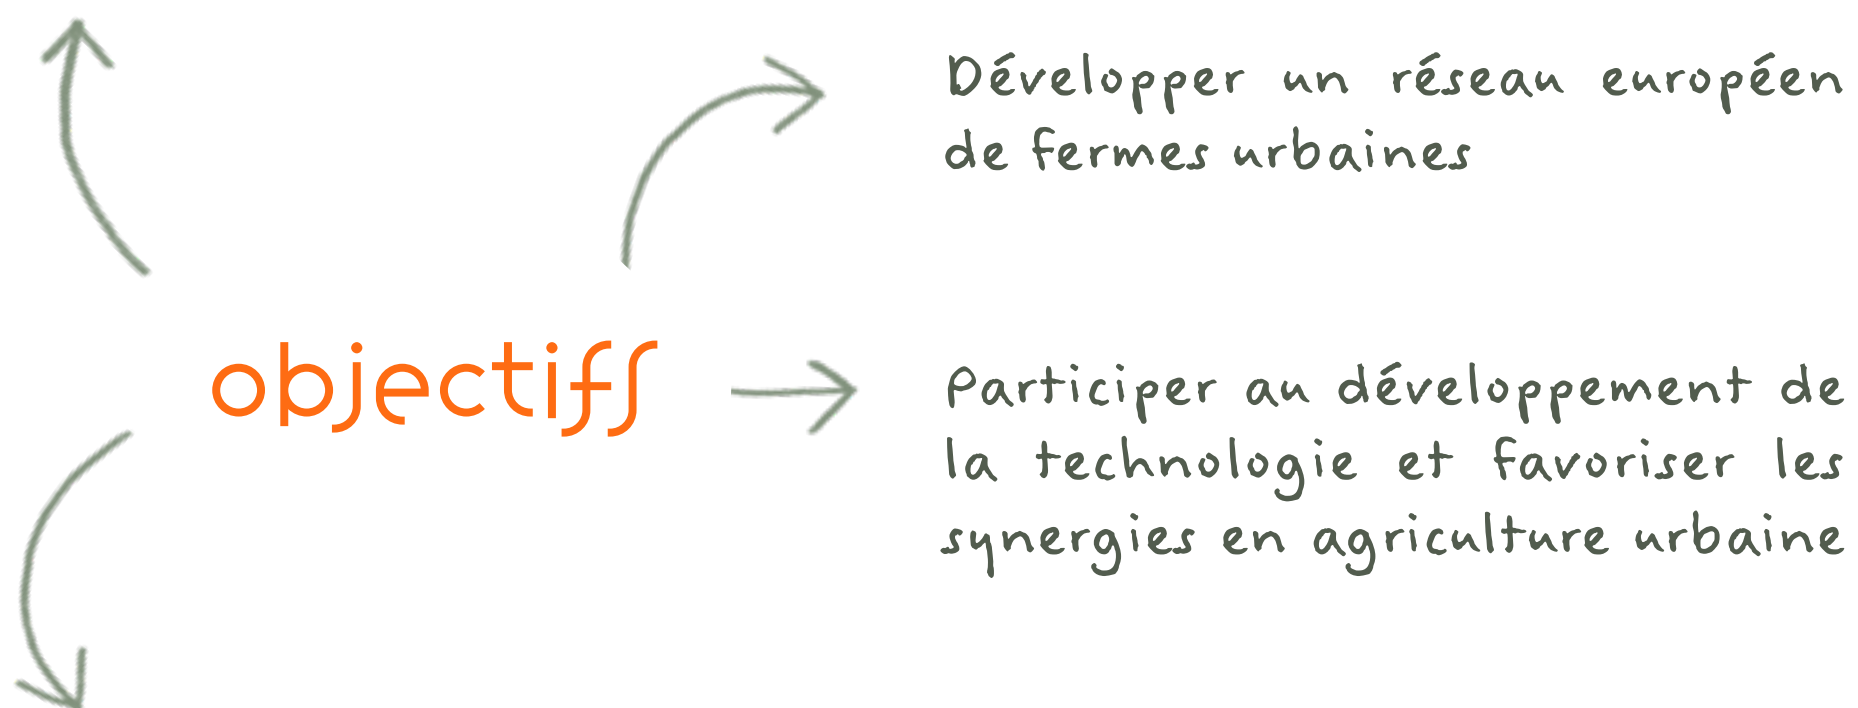 Développer un réseau européen
de fermes urbaines
objectifs
Participer au développement de
la technologie et favoriser les
synergies en agriculture urbaine